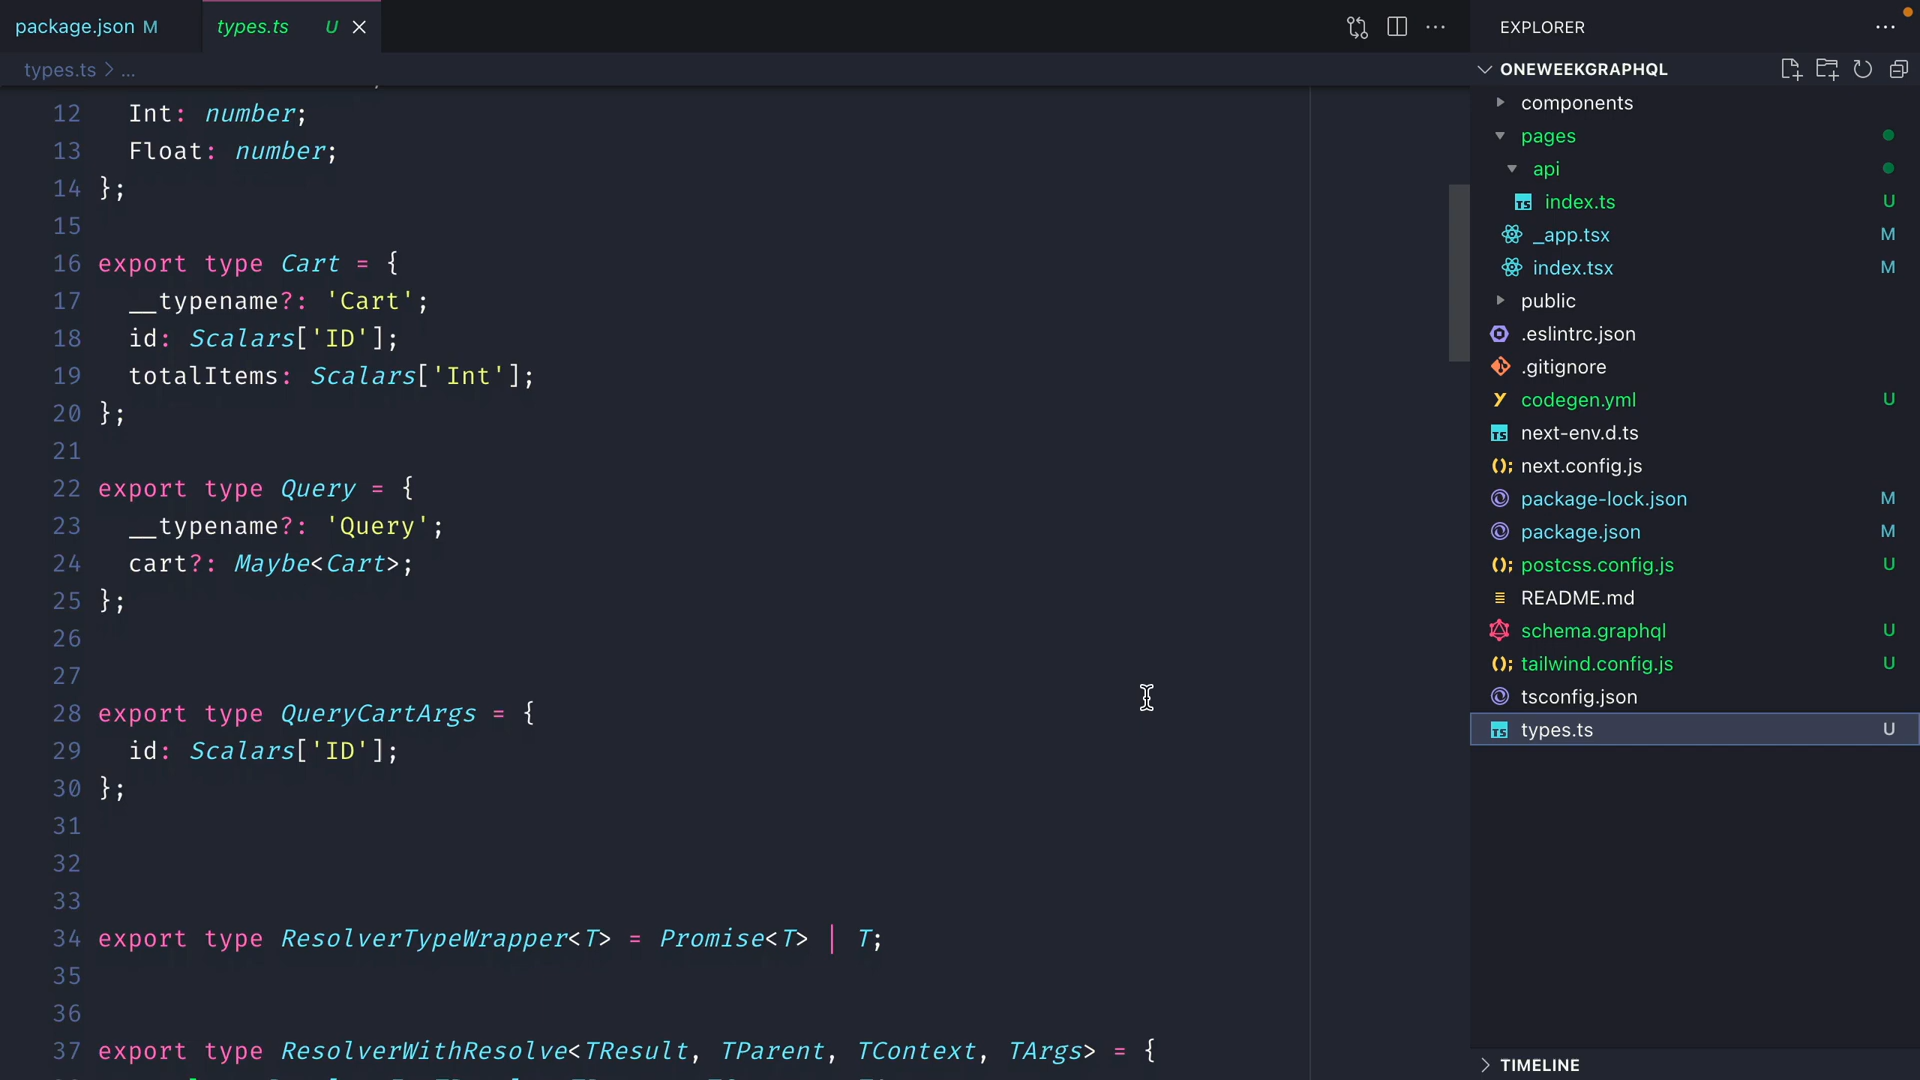 package.json M
types.ts U
types.ts > ...
12 Int: number;
13 Float: number;
14 };
15
16 export type Cart = {
17 __typename?: 'Cart';
18 id: Scalars['ID'];
19 totalItems: Scalars['Int'];
20 };
21
22 export type Query = {
23 __typename?: 'Query';
24 cart?: Maybe<Cart>;
25 };
26
27
28 export type QueryCartArgs = {
29 id: Scalars['ID'];
30 };
31
32
33
34 export type ResolverTypeWrapper<T> = Promise<T> | T;
35
36
37 export type ResolverWithResolve<TResult, TParent, TContext, TArgs> = {
EXPLORER
ONEWEEKGRAPHQL
components
pages
api
TS index.ts U
_app.tsx M
index.tsx M
public
.eslintrc.json
.gitignore
Y codegen.yml U
TS next-env.d.ts
(); next.config.js
package-lock.json M
package.json M
(); postcss.config.js U
README.md
schema.graphql U
(); tailwind.config.js U
tsconfig.json
TS types.ts U
TIMELINE